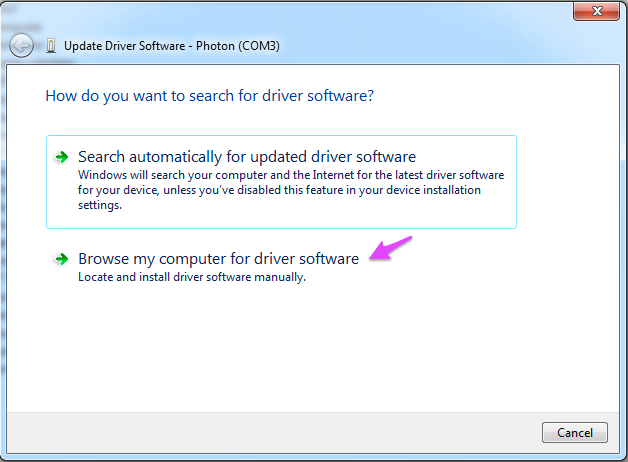 Update Driver Software - Photon (COM3)
How do you want to search for driver software?
Search automatically for updated driver software
Windows will search your computer and the Internet for the latest driver software
for your device, unless you've disabled this feature in your device installation
settings.
Browse my computer for driver software
Locate and install driver software manually.
Cancel